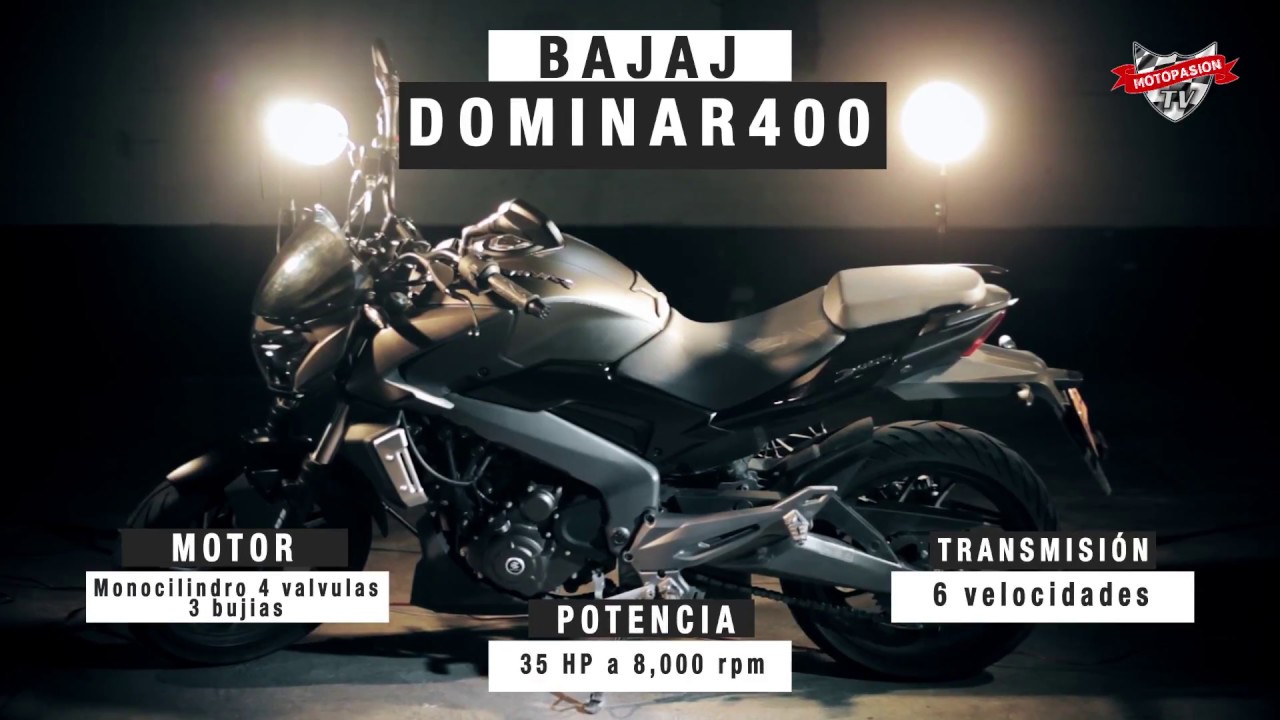 BAJAJ
DOMINAR400
MOTOPASION
TV
MOTOR
Monocilindro 4 valvulas
3 bujias
POTENCIA
35 HP a 8,000 rpm
TRANSMISIÓN
6 velocidades